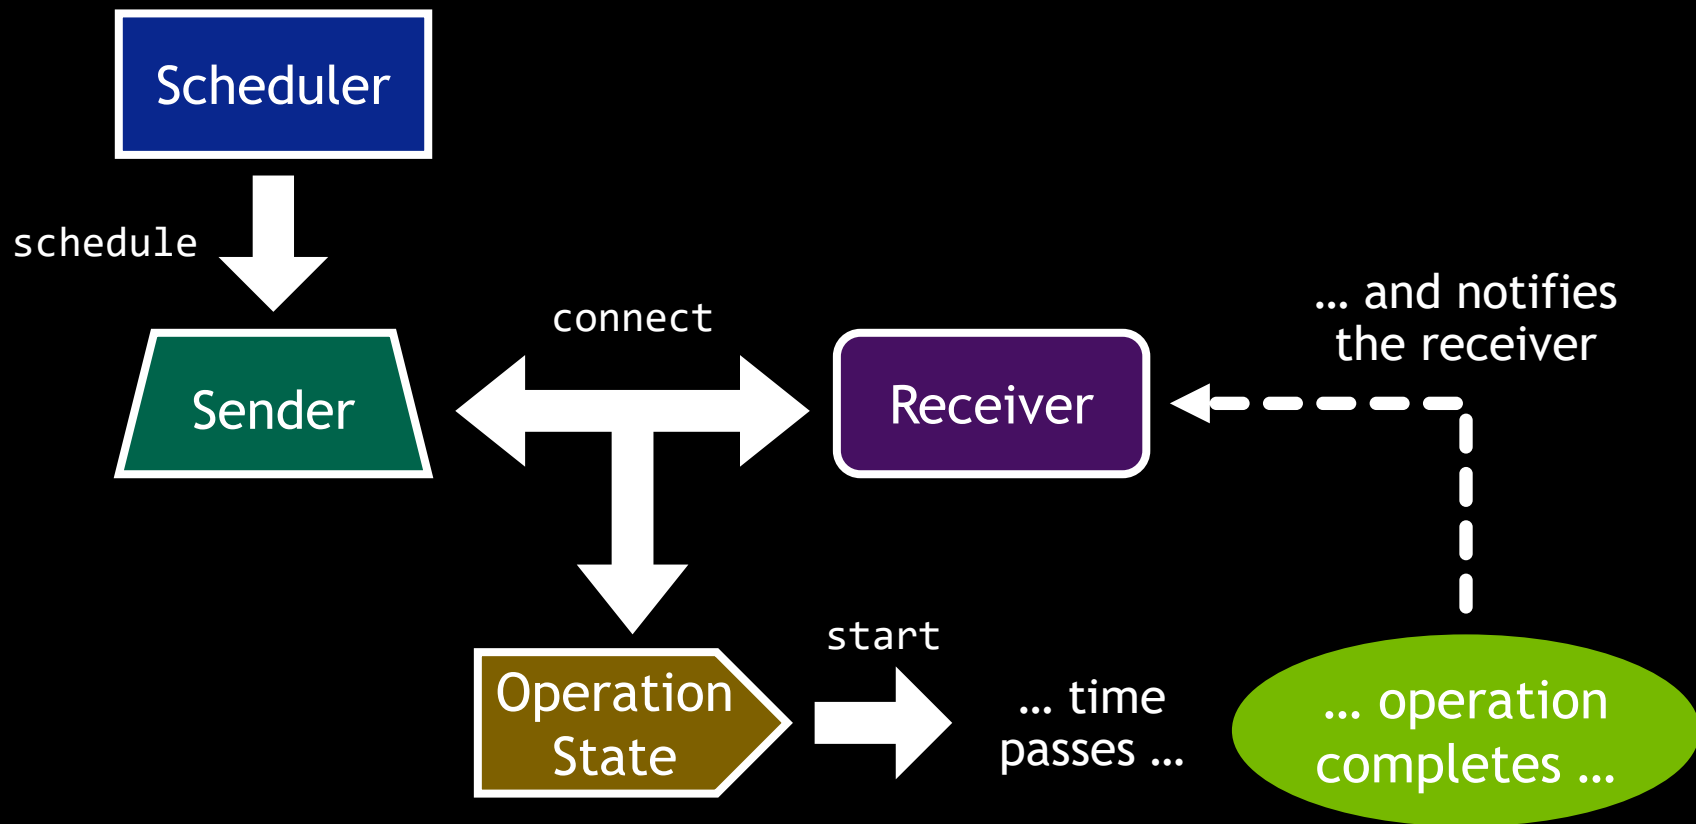 Scheduler
schedule
Sender
connect
Receiver
… and notifies
the receiver
Operation
State
start
… time
passes …
… operation
completes …